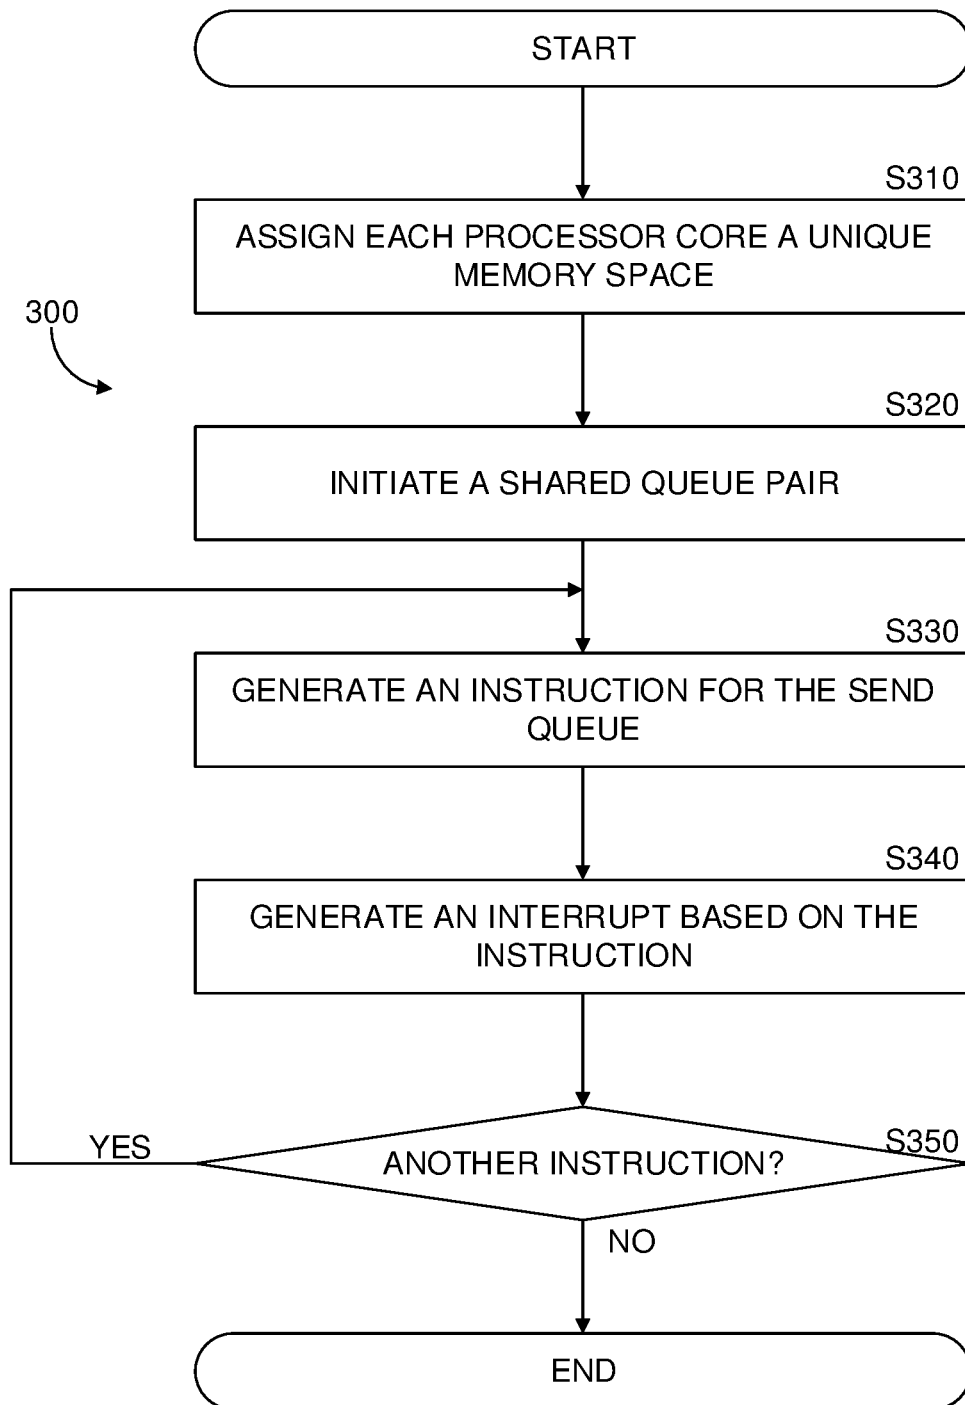 START
S310
ASSIGN EACH PROCESSOR CORE A UNIQUE
MEMORY SPACE
300
S320
INITIATE A SHARED QUEUE PAIR
S330
GENERATE AN INSTRUCTION FOR THE SEND
QUEUE
S340
GENERATE AN INTERRUPT BASED ON THE
INSTRUCTION
S350
YES
ANOTHER INSTRUCTION?
NO
END